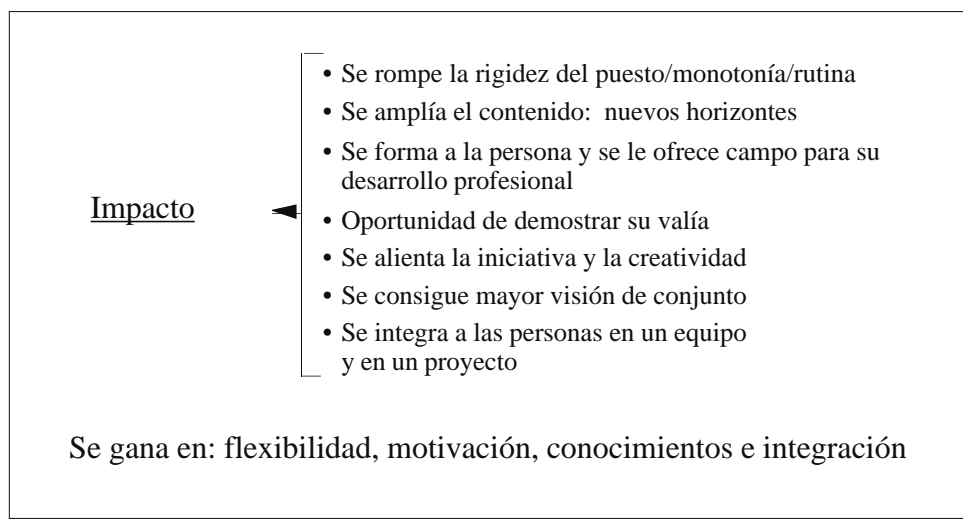 • Se rompe la rigidez del puesto/monotonía/rutina
• Se amplía el contenido: nuevos horizontes
• Se forma a la persona y se le ofrece campo para su
desarrollo profesional
Impacto
• Oportunidad de demostrar su valía
• Se alienta la iniciativa y la creatividad
• Se consigue mayor visión de conjunto
• Se integra a las personas en un equipo
y en un proyecto
Se gana en: flexibilidad, motivación, conocimientos e integración